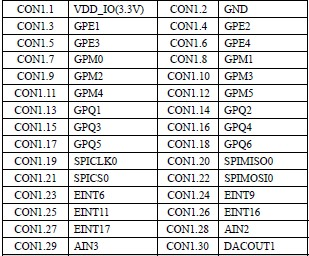 CON1.1 VDD_IO(3.3V) CON1.2 GND
CON1.3 GPE1 CON1.4 GPE2
CON1.5 GPE3 CON1.6 GPE4
CON1.7 GPM0 CON1.8 GPM1
CON1.9 GPM2 CON1.10 GPM3
CON1.11 GPM4 CON1.12 GPM5
CON1.13 GPQ1 CON1.14 GPQ2
CON1.15 GPQ3 CON1.16 GPQ4
CON1.17 GPQ5 CON1.18 GPQ6
CON1.19 SPICLK0 CON1.20 SPIMISO0
CON1.21 SPICS0 CON1.22 SPIMOSI0
CON1.23 EINT6 CON1.24 EINT9
CON1.25 EINT11 CON1.26 EINT16
CON1.27 EINT17 CON1.28 AIN2
CON1.29 AIN3 CON1.30 DACOUT1